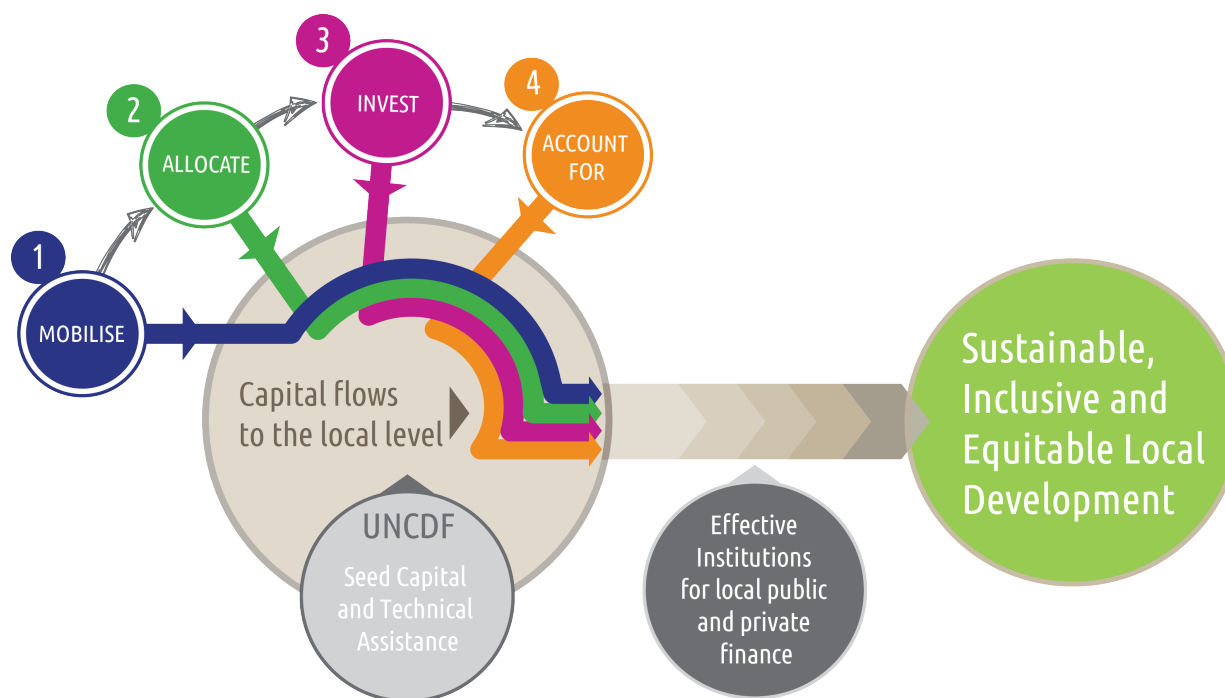 1
MOBILISE
2
ALLOCATE
3
INVEST
4
ACCOUNT
FOR
Capital flows
to the local level
UNCDF
Seed Capital
and Technical
Assistance
Effective
Institutions
for local public
and private
finance
Sustainable,
Inclusive and
Equitable Local
Development